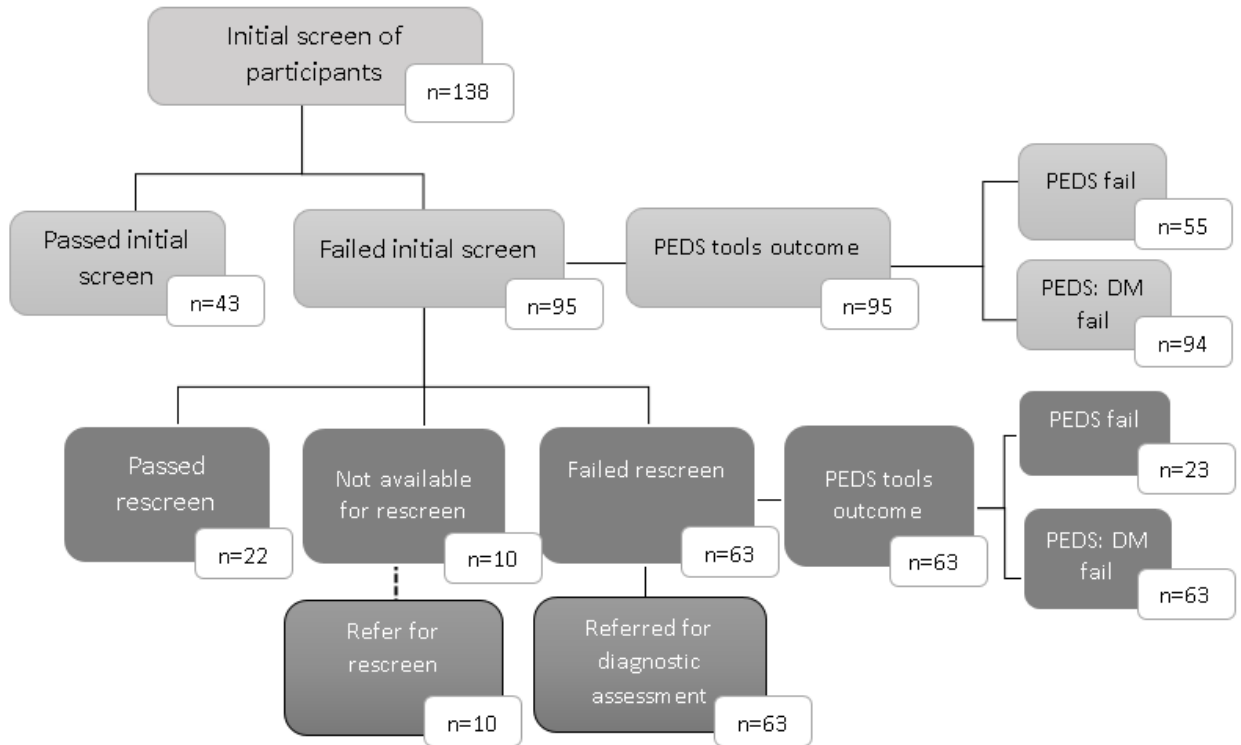 Initial screen of
participants
n=138
Passed initial
screen
n=43
Failed initial screen
n=95
PEDS tools outcome
n=95
PEDS fail
n=55
PEDS: DM
fail
n=94
Passed
rescreen
n=22
Not available
for rescreen
n=10
Failed rescreen
n=63
PEDS tools
outcome
n=63
PEDS fail
n=23
PEDS: DM
fail
n=63
Refer for
rescreen
n=10
Referred for
diagnostic
assessment
n=63